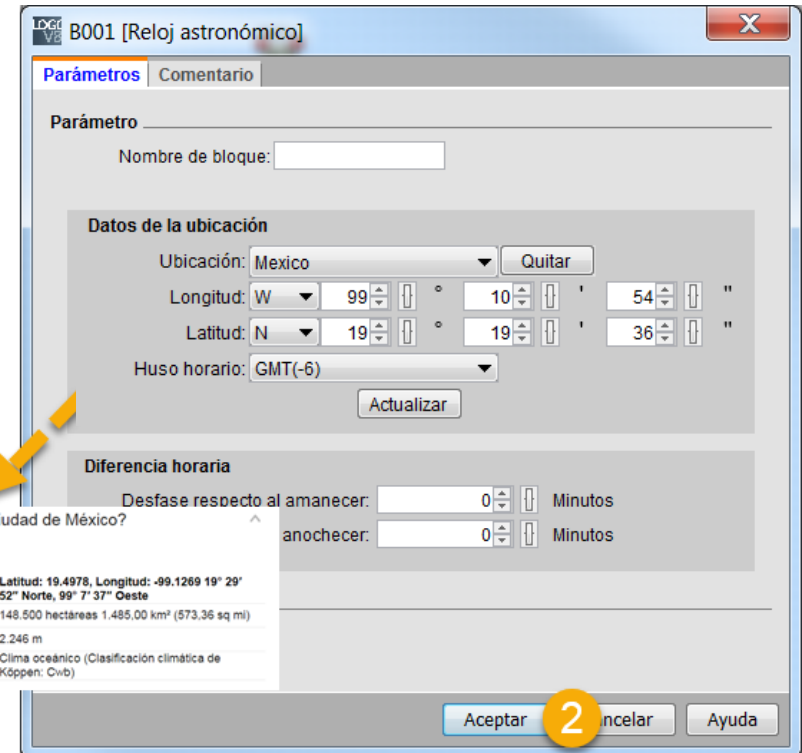 LOGO V8 B001 [Reloj astronómico] X
Parámetros Comentario
Parámetro
Nombre de bloque:
Datos de la ubicación
Ubicación: Mexico Quitar
Longitud: W 99 ° 10 ' 54 "
Latitud: N 19 ° 19 ' 36 "
Huso horario: GMT(-6)
Actualizar
Diferencia horaria
Desfase respecto al amanecer: 0 Minutos
anochecer: 0 Minutos
iudad de México?
Latitud: 19.4978, Longitud: -99.1269 19° 29'
52" Norte, 99° 7' 37" Oeste
148.500 hectáreas 1.485,00 km² (573,36 sq mi)
2.246 m
Clima oceánico (Clasificación climática de
Köppen: Cwb)
Aceptar 2 ncelar Ayuda